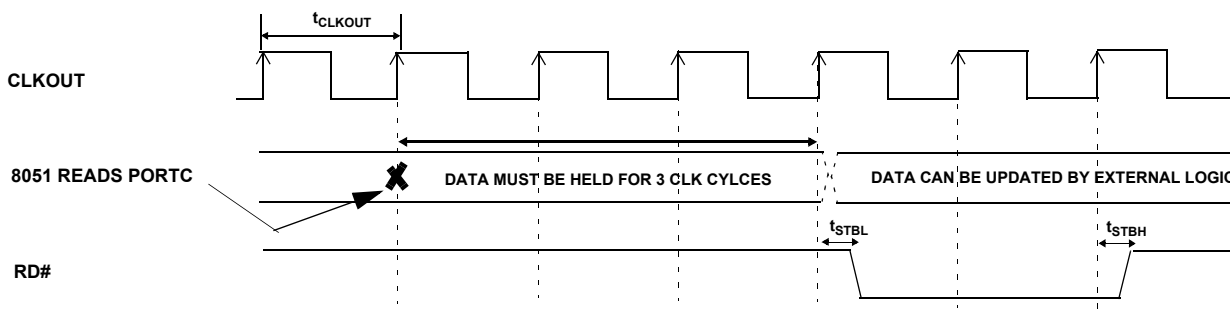 tCLKOUT
CLKOUT
8051 READS PORTC
DATA MUST BE HELD FOR 3 CLK CYLCES
DATA CAN BE UPDATED BY EXTERNAL LOGIC
tSTBL
tSTBH
RD#